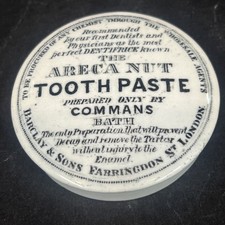 TO BE PROCURED OF ANY CHEMIST THROUGH THE WHOLESALE AGENTS
Recommended
by our first Dentists and
Physicians as the most
perfect DENTIFRICE known
THE
ARECA NUT
TOOTH PASTE
PREPARED ONLY BY
COMMANS
BATH
The only Preparation that will prevent
Decay and remove the Tartar
without injury to the
Enamel.
BARCLAY & SONS FARRINGDON ST LONDON